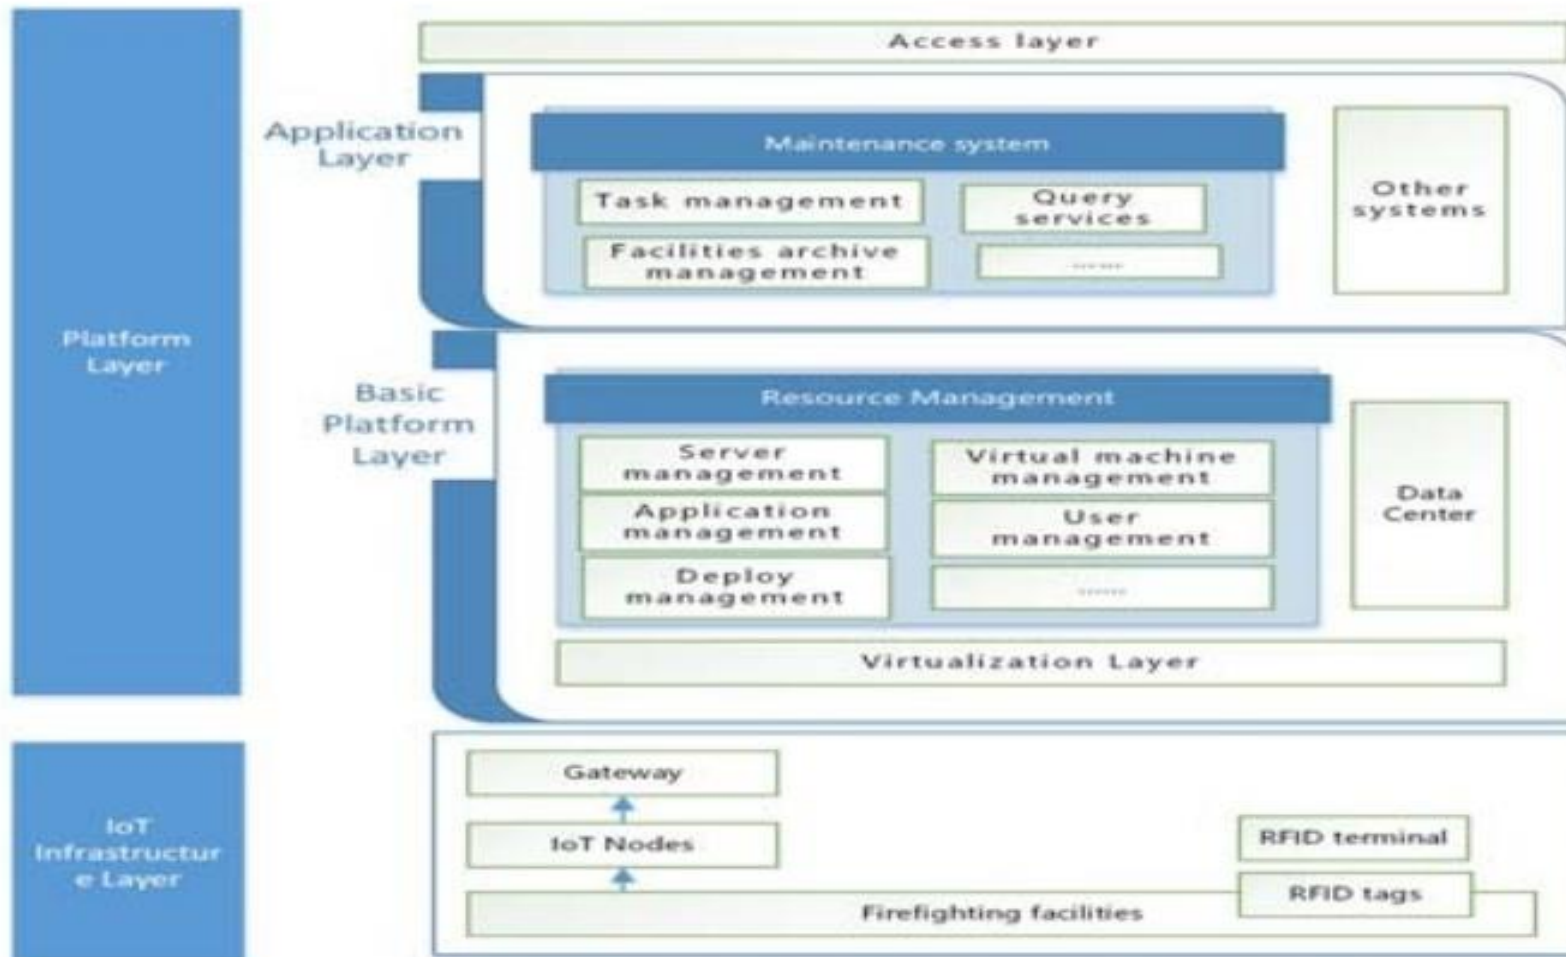 Access layer
Application
Layer
Maintenance system
Task management
Query
services
Facilities archive
management
......
Other
systems
Platform
Layer
Basic
Platform
Layer
Resource Management
Server
management
Virtual machine
management
Application
management
User
management
Deploy
management
......
Data
Center
Virtualization Layer
IoT
Infrastructur
e Layer
Gateway
IoT Nodes
RFID terminal
RFID tags
Firefighting facilities